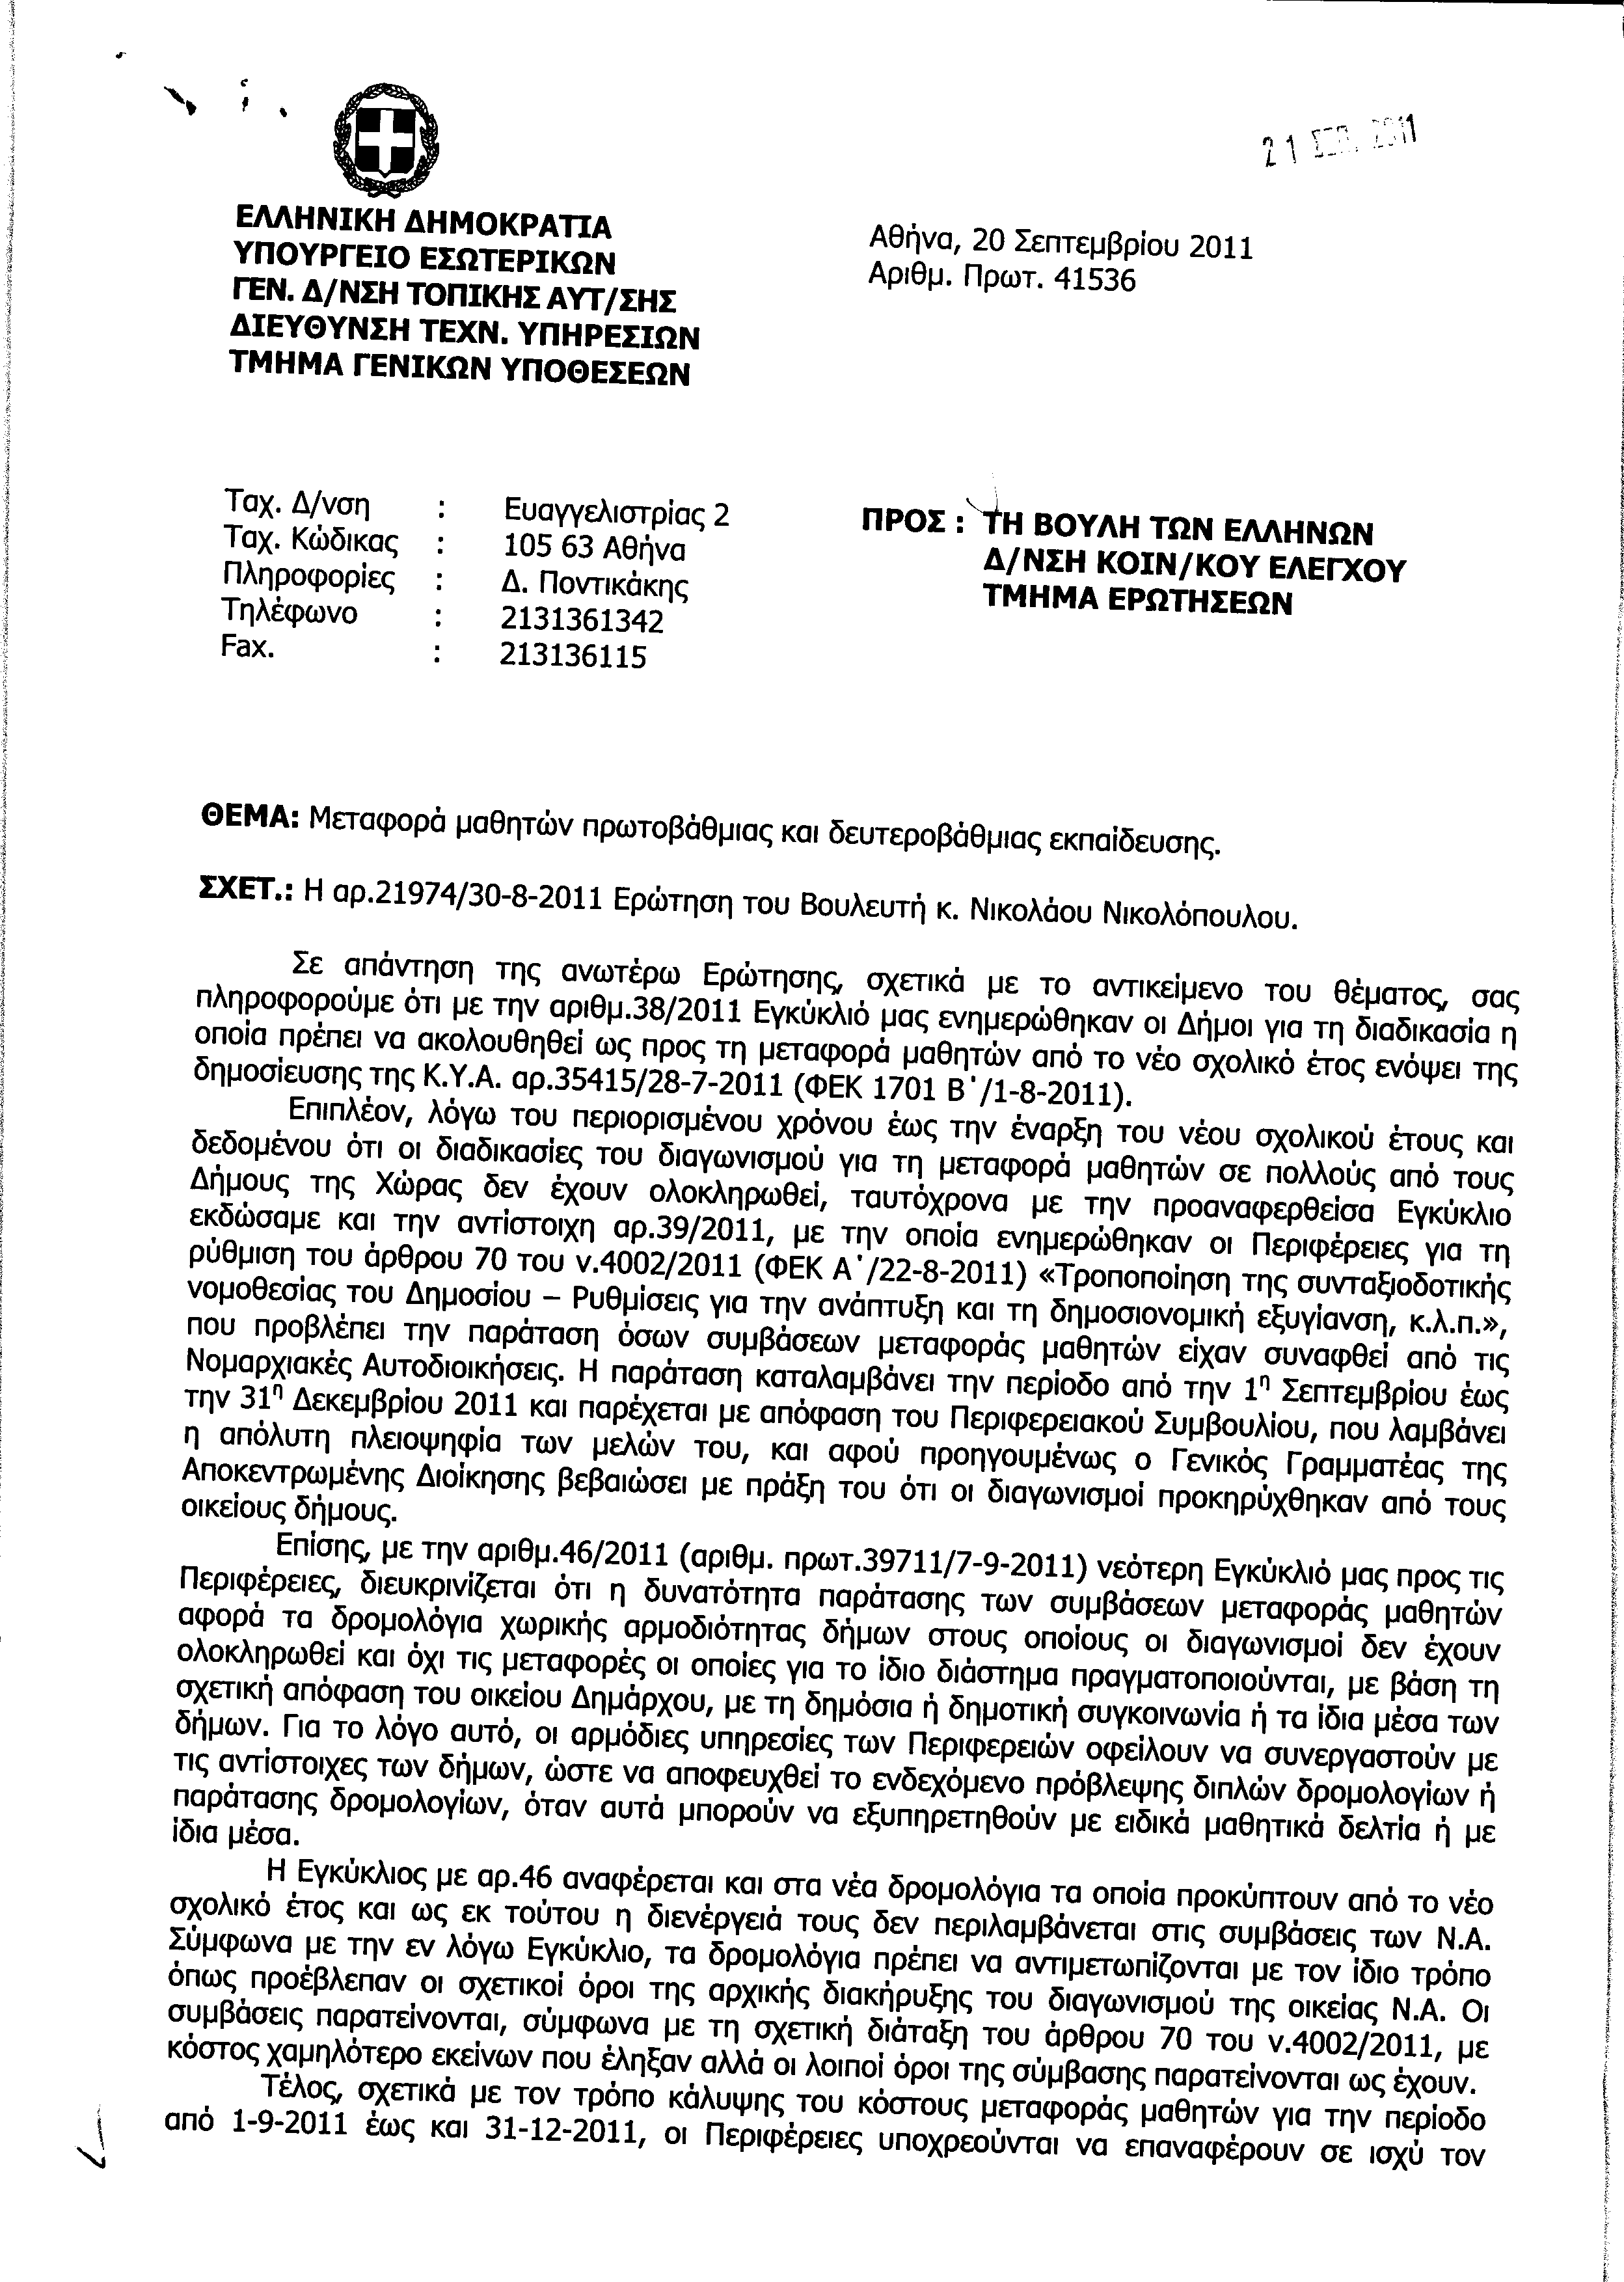 21 ΣΕΠ. 2011
ΕΛΛΗΝΙΚΗ ΔΗΜΟΚΡΑΤΙΑ
ΥΠΟΥΡΓΕΙΟ ΕΣΩΤΕΡΙΚΩΝ
ΓΕΝ. Δ/ΝΣΗ ΤΟΠΙΚΗΣ ΑΥΤ/ΣΗΣ
ΔΙΕΥΘΥΝΣΗ ΤΕΧΝ. ΥΠΗΡΕΣΙΩΝ
ΤΜΗΜΑ ΓΕΝΙΚΩΝ ΥΠΟΘΕΣΕΩΝ
Αθήνα, 20 Σεπτεμβρίου 2011
Αριθμ. Πρωτ. 41536
Ταχ. Δ/νση : Ευαγγελιστρίας 2
Ταχ. Κώδικας : 105 63 Αθήνα
Πληροφορίες : Δ. Ποντικάκης
Τηλέφωνο : 2131361342
Fax. : 213136115
ΠΡΟΣ : ΤΗ ΒΟΥΛΗ ΤΩΝ ΕΛΛΗΝΩΝ
Δ/ΝΣΗ ΚΟΙΝ/ΚΟΥ ΕΛΕΓΧΟΥ
ΤΜΗΜΑ ΕΡΩΤΗΣΕΩΝ
ΘΕΜΑ: Μεταφορά μαθητών πρωτοβάθμιας και δευτεροβάθμιας εκπαίδευσης.
ΣΧΕΤ.: Η αρ.21974/30-8-2011 Ερώτηση του Βουλευτή κ. Νικολάου Νικολόπουλου.
Σε απάντηση της ανωτέρω Ερώτησης, σχετικά με το αντικείμενο του θέματος, σας
πληροφορούμε ότι με την αριθμ.38/2011 Εγκύκλιό μας ενημερώθηκαν οι Δήμοι για τη διαδικασία η
οποία πρέπει να ακολουθηθεί ως προς τη μεταφορά μαθητών από το νέο σχολικό έτος ενόψει της
δημοσίευσης της Κ.Υ.Α. αρ.35415/28-7-2011 (ΦΕΚ 1701 Β΄/1-8-2011).
Επιπλέον, λόγω του περιορισμένου χρόνου έως την έναρξη του νέου σχολικού έτους και
δεδομένου ότι οι διαδικασίες του διαγωνισμού για τη μεταφορά μαθητών σε πολλούς από τους
Δήμους της Χώρας δεν έχουν ολοκληρωθεί, ταυτόχρονα με την προαναφερθείσα Εγκύκλιο
εκδώσαμε και την αντίστοιχη αρ.39/2011, με την οποία ενημερώθηκαν οι Περιφέρειες για τη
ρύθμιση του άρθρου 70 του ν.4002/2011 (ΦΕΚ Α΄/22-8-2011) «Τροποποίηση της συνταξιοδοτικής
νομοθεσίας του Δημοσίου – Ρυθμίσεις για την ανάπτυξη και τη δημοσιονομική εξυγίανση, κ.λ.π.»,
που προβλέπει την παράταση όσων συμβάσεων μεταφοράς μαθητών είχαν συναφθεί από τις
Νομαρχιακές Αυτοδιοικήσεις. Η παράταση καταλαμβάνει την περίοδο από την 1η Σεπτεμβρίου έως
την 31η Δεκεμβρίου 2011 και παρέχεται με απόφαση του Περιφερειακού Συμβουλίου, που λαμβάνει
η απόλυτη πλειοψηφία των μελών του, και αφού προηγουμένως ο Γενικός Γραμματέας της
Αποκεντρωμένης Διοίκησης βεβαιώσει με πράξη του ότι οι διαγωνισμοί προκηρύχθηκαν από τους
οικείους δήμους.
Επίσης, με την αριθμ.46/2011 (αριθμ. πρωτ.39711/7-9-2011) νεότερη Εγκύκλιό μας προς τις
Περιφέρειες, διευκρινίζεται ότι η δυνατότητα παράτασης των συμβάσεων μεταφοράς μαθητών
αφορά τα δρομολόγια χωρικής αρμοδιότητας δήμων στους οποίους οι διαγωνισμοί δεν έχουν
ολοκληρωθεί και όχι τις μεταφορές οι οποίες για το ίδιο διάστημα πραγματοποιούνται, με βάση τη
σχετική απόφαση του οικείου Δημάρχου, με τη δημόσια ή δημοτική συγκοινωνία ή τα ίδια μέσα των
δήμων. Για το λόγο αυτό, οι αρμόδιες υπηρεσίες των Περιφερειών οφείλουν να συνεργαστούν με
τις αντίστοιχες των δήμων, ώστε να αποφευχθεί το ενδεχόμενο πρόβλεψης διπλών δρομολογίων ή
παράτασης δρομολογίων, όταν αυτά μπορούν να εξυπηρετηθούν με ειδικά μαθητικά δελτία ή με
ίδια μέσα.
Η Εγκύκλιος με αρ.46 αναφέρεται και στα νέα δρομολόγια τα οποία προκύπτουν από το νέο
σχολικό έτος και ως εκ τούτου η διενέργειά τους δεν περιλαμβάνεται στις συμβάσεις των Ν.Α.
Σύμφωνα με την εν λόγω Εγκύκλιο, τα δρομολόγια πρέπει να αντιμετωπίζονται με τον ίδιο τρόπο
όπως προέβλεπαν οι σχετικοί όροι της αρχικής διακήρυξης του διαγωνισμού της οικείας Ν.Α. Οι
συμβάσεις παρατείνονται, σύμφωνα με τη σχετική διάταξη του άρθρου 70 του ν.4002/2011, με
κόστος χαμηλότερο εκείνων που έληξαν αλλά οι λοιποί όροι της σύμβασης παρατείνονται ως έχουν.
Τέλος, σχετικά με τον τρόπο κάλυψης του κόστους μεταφοράς μαθητών για την περίοδο
από 1-9-2011 έως και 31-12-2011, οι Περιφέρειες υποχρεούνται να επαναφέρουν σε ισχύ τον